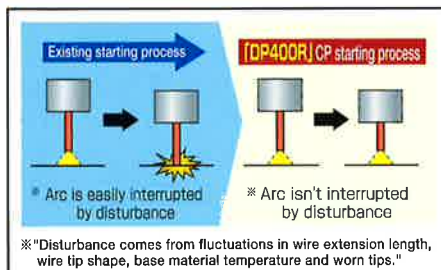 Existing starting process
[DP400R] CP starting process
※ Arc is easily interrupted
by disturbance
※ Arc isn't interrupted
by disturbance
※"Disturbance comes from fluctuations in wire extension length,
wire tip shape, base material temperature and worn tips."